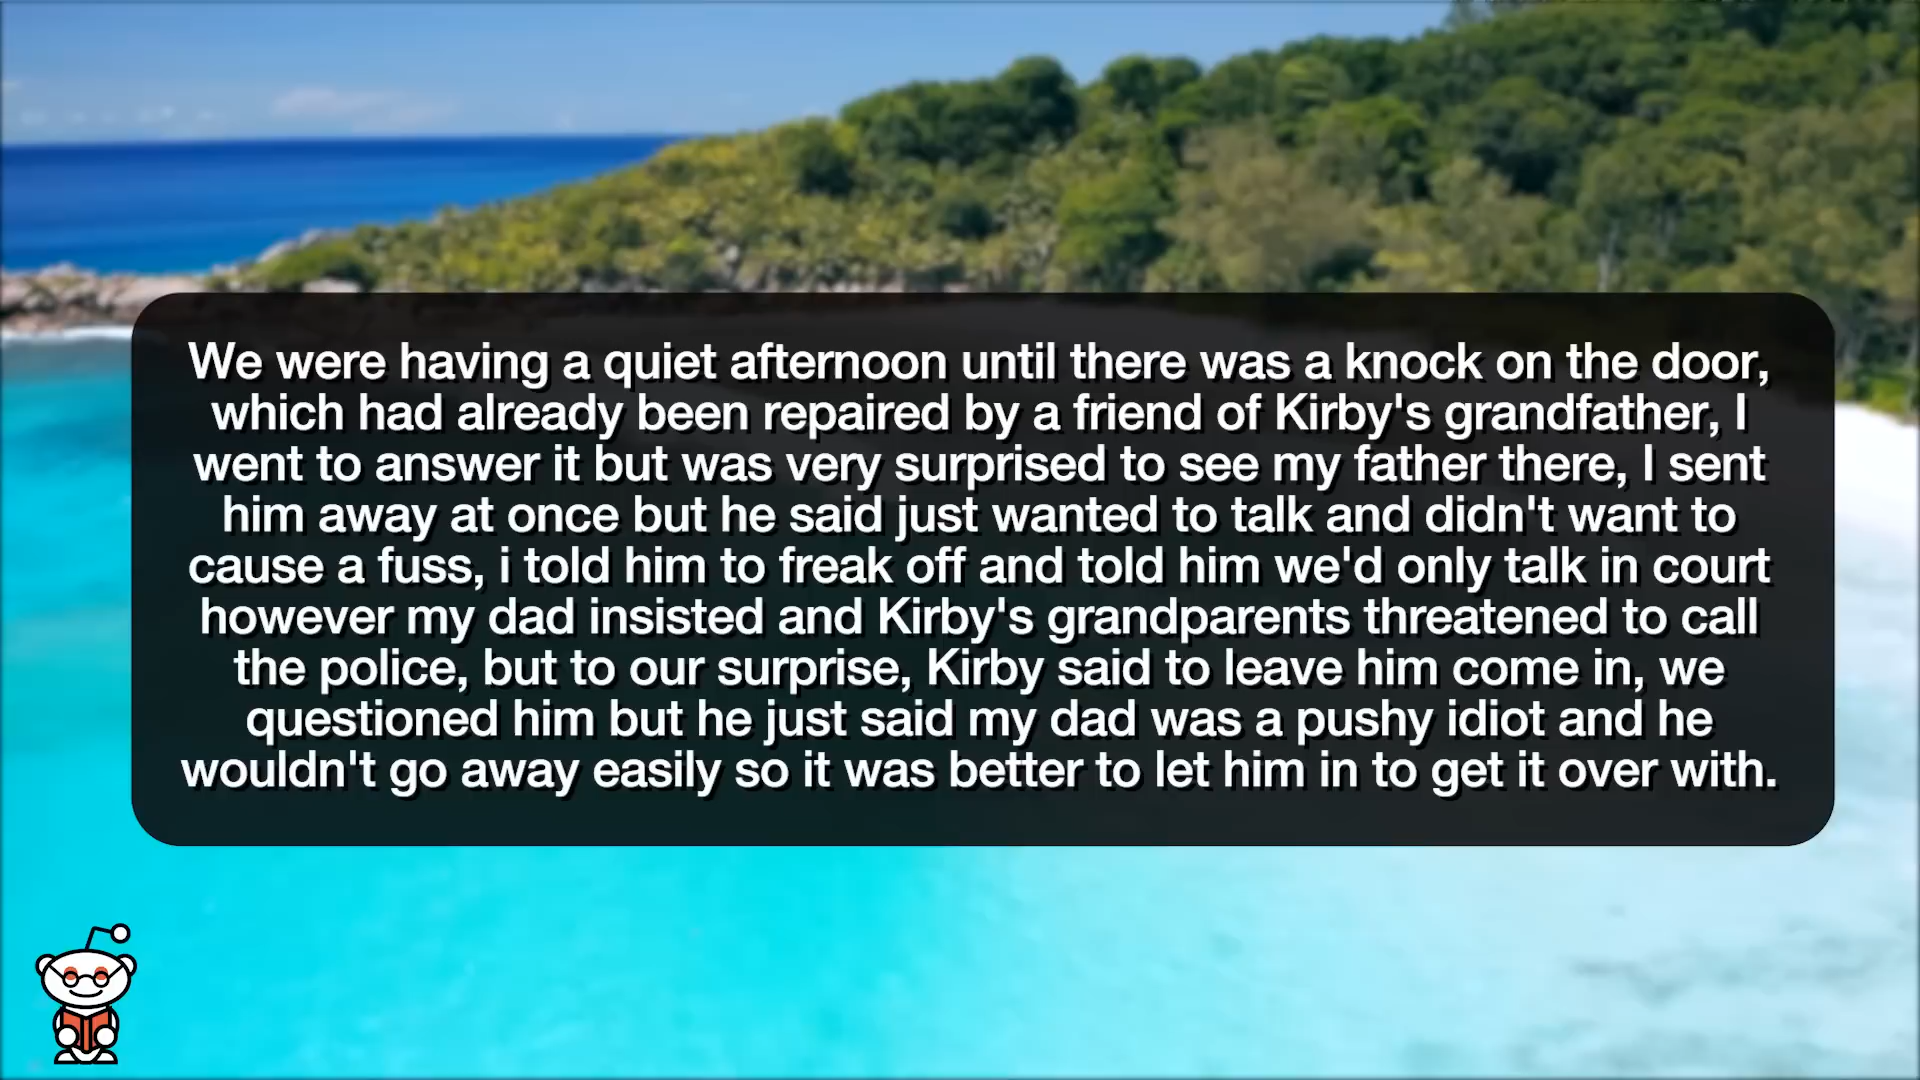 We were having a quiet afternoon until there was a knock on the door,
which had already been repaired by a friend of Kirby's grandfather, I
went to answer it but was very surprised to see my father there, I sent
him away at once but he said just wanted to talk and didn't want to
cause a fuss, i told him to freak off and told him we'd only talk in court
however my dad insisted and Kirby's grandparents threatened to call
the police, but to our surprise, Kirby said to leave him come in, we
questioned him but he just said my dad was a pushy idiot and he
wouldn't go away easily so it was better to let him in to get it over with.